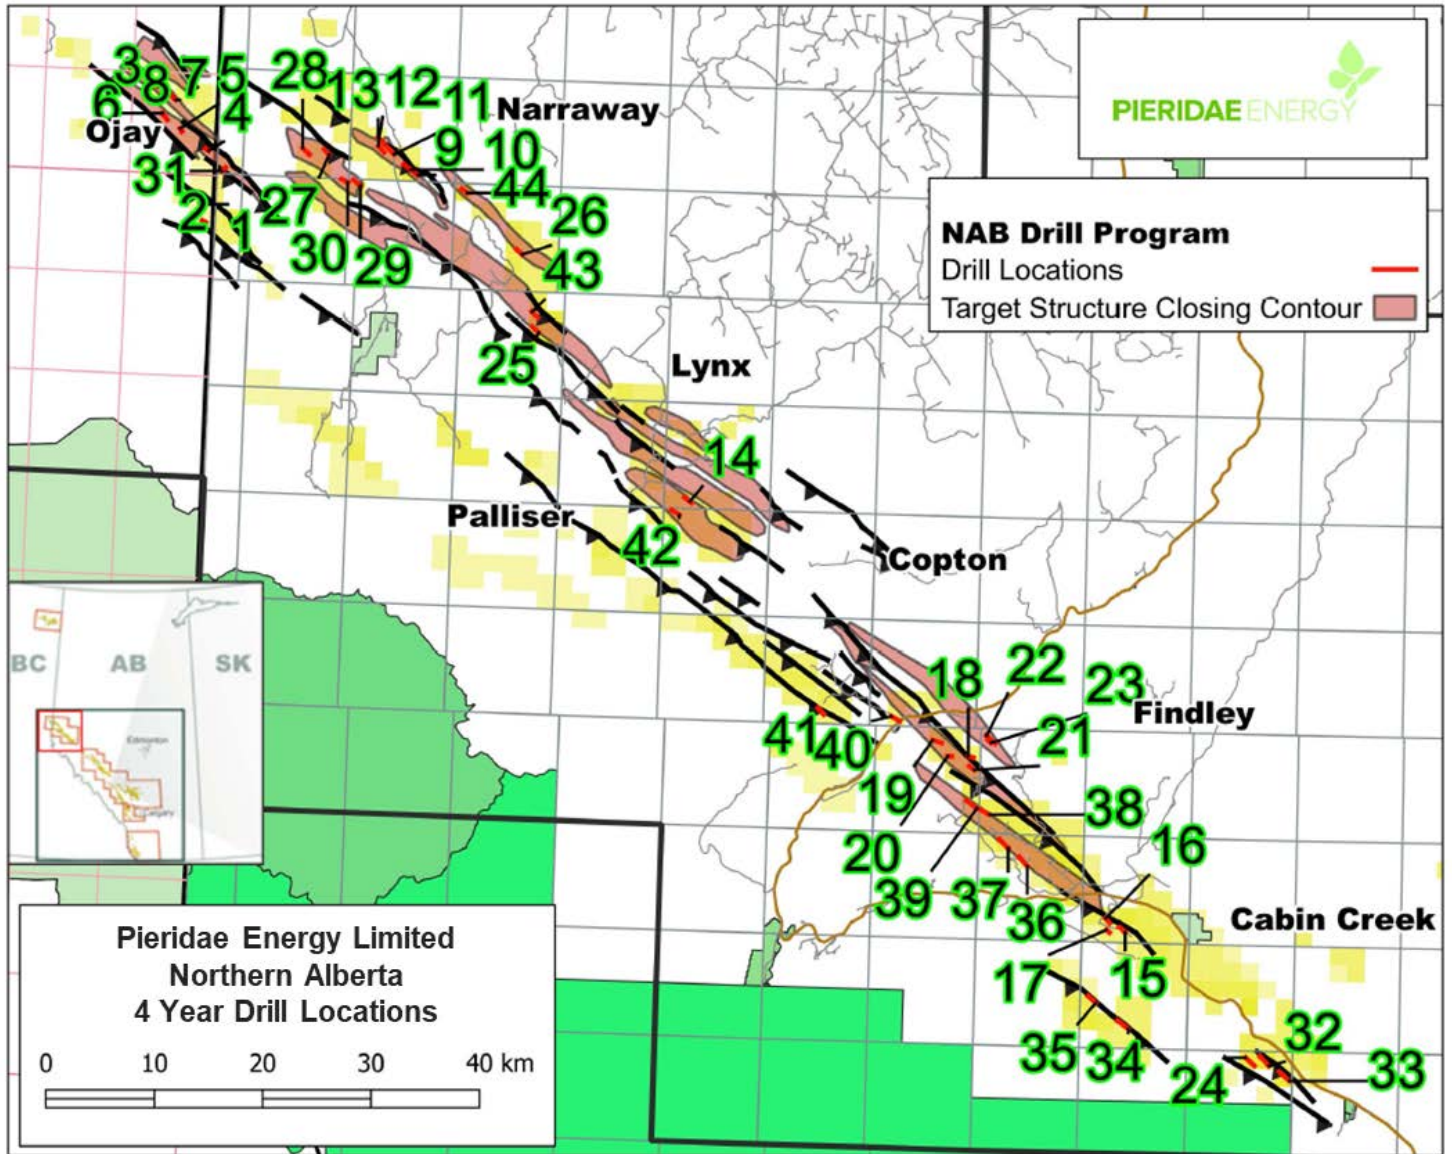 PIERIDAE ENERGY
NAB Drill Program
Drill Locations
Target Structure Closing Contour
3
8
7
5
6
4
Ojay
28
13
12
11
Narraway
9
10
44
31
2
1
27
30
29
26
43
25
Lynx
14
Palliser
42
Copton
18
22
23
Findley
21
41
40
19
20
38
16
39
37
36
Cabin Creek
17
15
35
34
24
32
33
BC
AB
SK
Edmonton
Calgary
Pieridae Energy Limited
Northern Alberta
4 Year Drill Locations
0 10 20 30 40 km